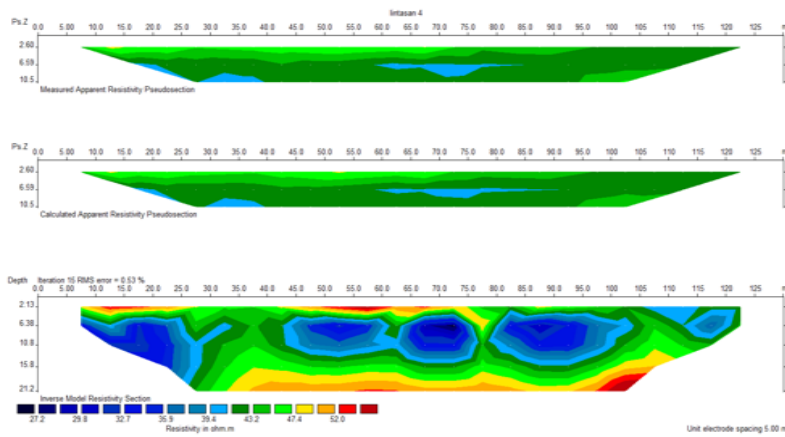 lintasan 4
Ps.Z 0.0 5.00 10.0 15.0 20.0 25.0 30.0 35.0 40.0 45.0 50.0 55.0 60.0 65.0 70.0 75.0 80.0 85.0 90.0 95.0 100.0 105 110 115 120 125 m
2.60
6.59
10.5
Measured Apparent Resistivity Pseudosection
Ps.Z 0.0 5.00 10.0 15.0 20.0 25.0 30.0 35.0 40.0 45.0 50.0 55.0 60.0 65.0 70.0 75.0 80.0 85.0 90.0 95.0 100.0 105 110 115 120 125
2.60
6.59
10.5
Calculated Apparent Resistivity Pseudosection
Depth Iteration 15 RMS error = 0.53 %
0.0 5.00 10.0 15.0 20.0 25.0 30.0 35.0 40.0 45.0 50.0 55.0 60.0 65.0 70.0 75.0 80.0 85.0 90.0 95.0 100.0 105 110 115 120 125 m
2.13
6.38
10.8
15.8
21.2
Inverse Model Resistivity Section
27.2 29.8 32.7 35.9 39.4 43.2 47.4 52.0
Resistivity in ohm.m
Unit electrode spacing 5.00 m